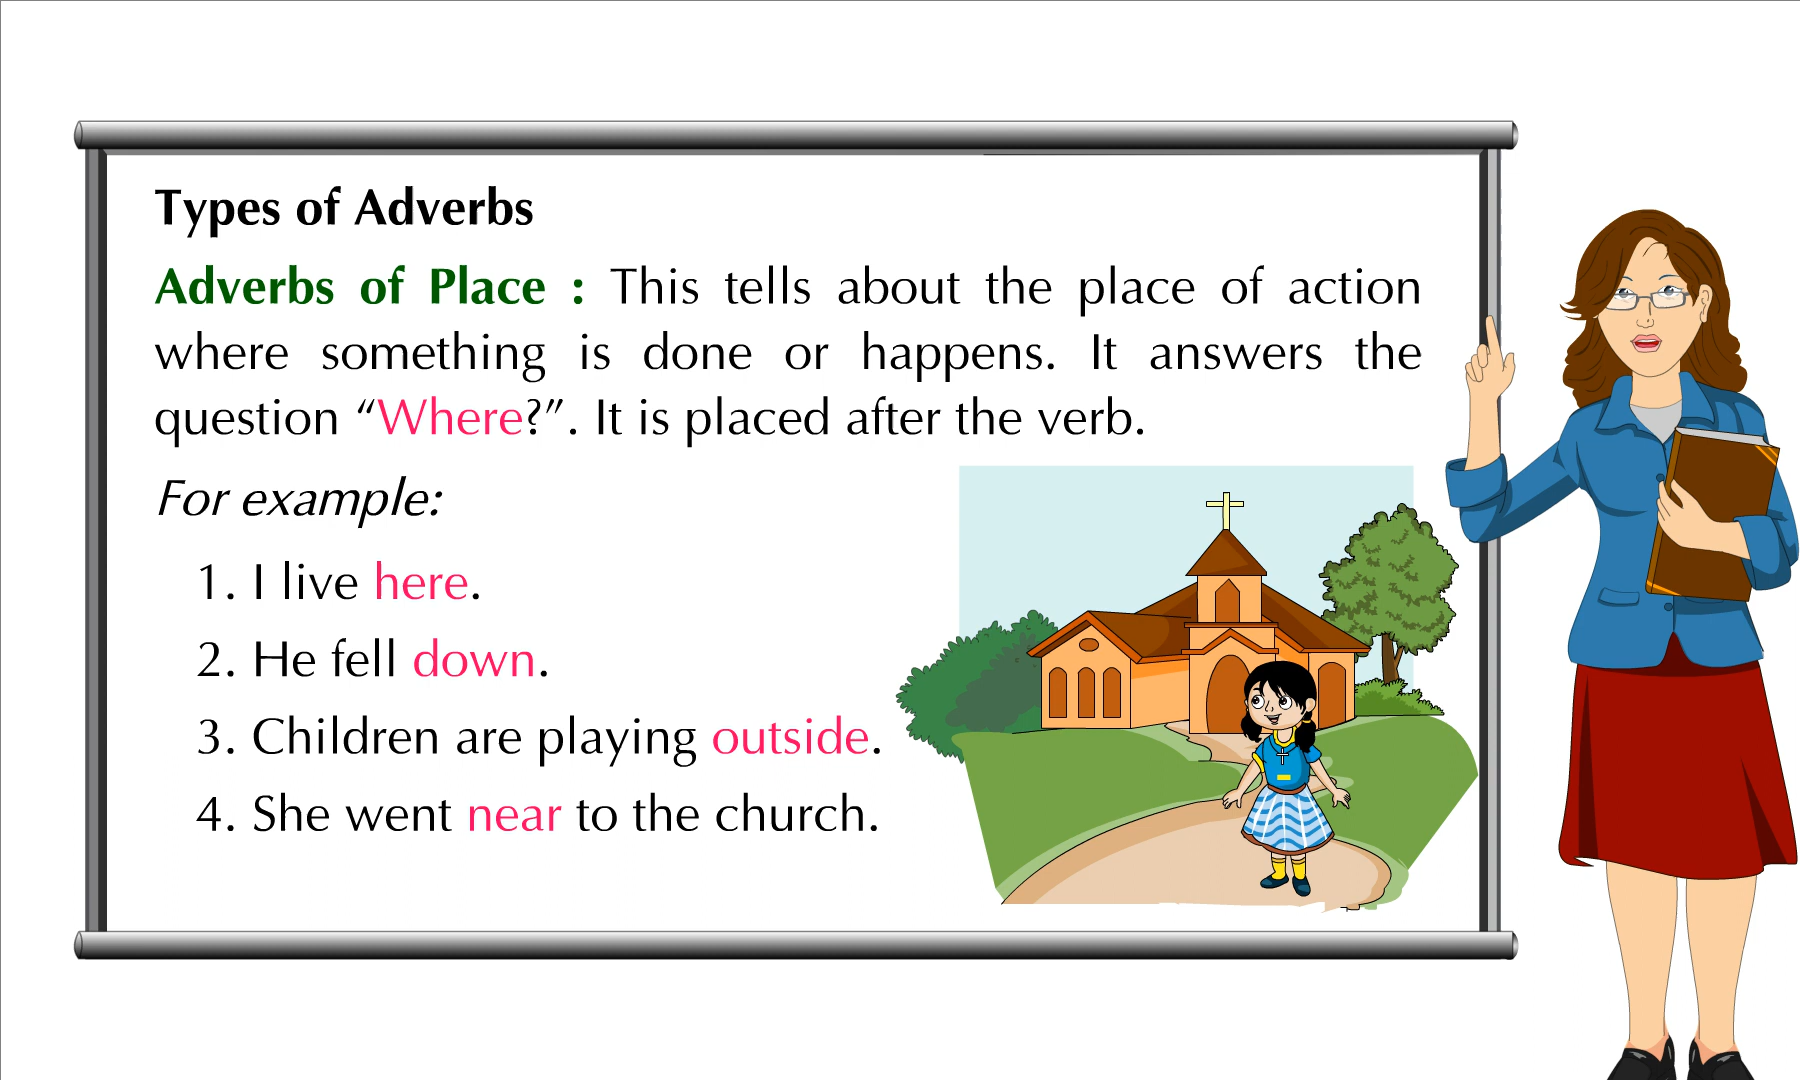 Types of Adverbs
Adverbs of Place : This tells about the place of action
where something is done or happens. It answers the
question “Where?”. It is placed after the verb.
For example:
1. I live here.
2. He fell down.
3. Children are playing outside.
4. She went near to the church.